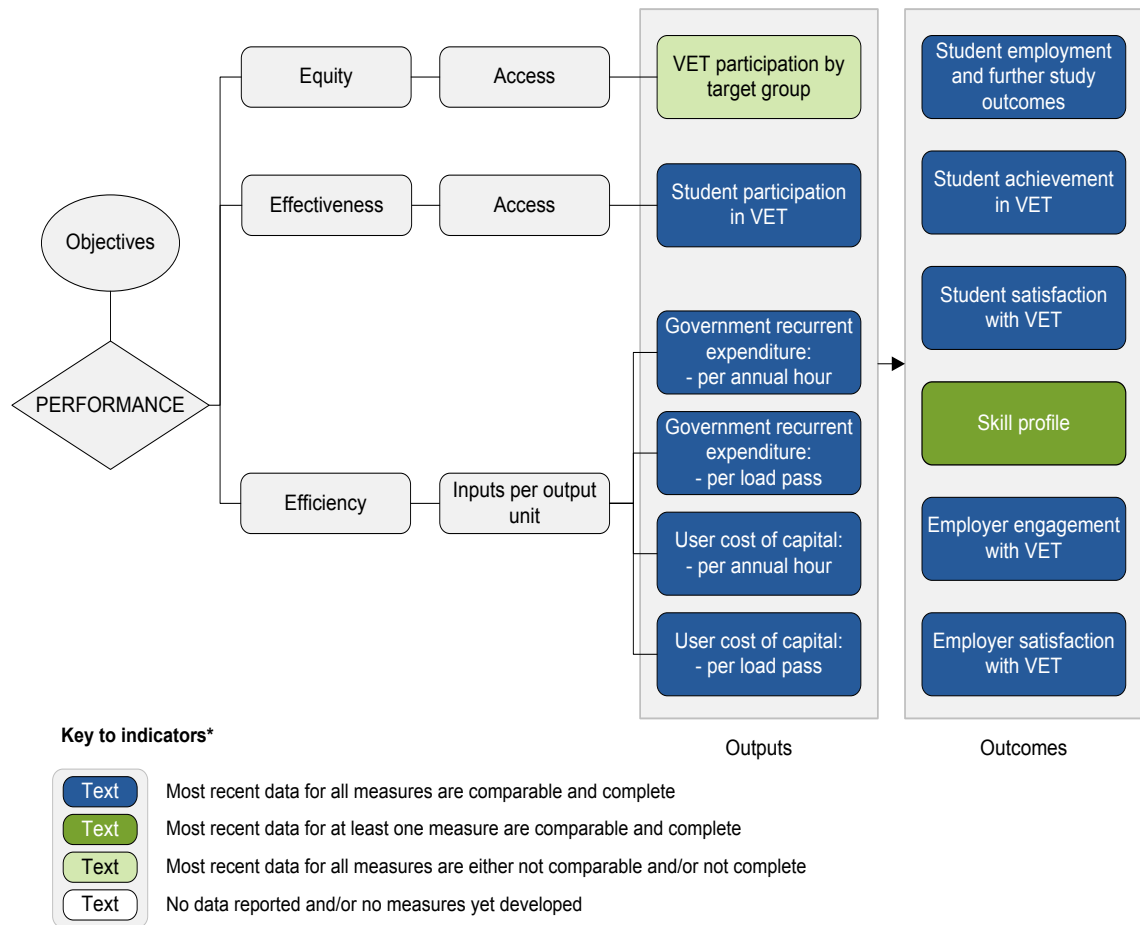 Objectives
PERFORMANCE
Equity
Access
VET participation by
target group
Effectiveness
Access
Student participation
in VET
Efficiency
Inputs per output
unit
Government recurrent
expenditure:
- per annual hour
Government recurrent
expenditure:
- per load pass
User cost of capital:
- per annual hour
User cost of capital:
- per load pass
Outputs
Student employment
and further study
outcomes
Student achievement
in VET
Student satisfaction
with VET
Skill profile
Employer engagement
with VET
Employer satisfaction
with VET
Outcomes
Key to indicators*
Text Most recent data for all measures are comparable and complete
Text Most recent data for at least one measure are comparable and complete
Text Most recent data for all measures are either not comparable and/or not complete
Text No data reported and/or no measures yet developed